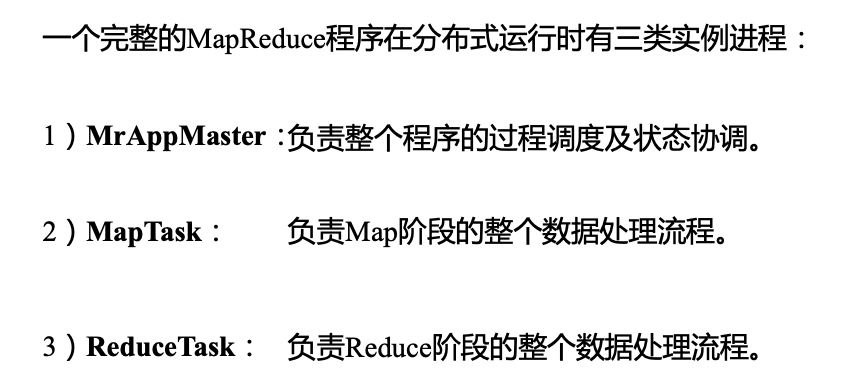 一个完整的MapReduce程序在分布式运行时有三类实例进程：
1）MrAppMaster：负责整个程序的过程调度及状态协调。
2）MapTask： 负责Map阶段的整个数据处理流程。
3）ReduceTask： 负责Reduce阶段的整个数据处理流程。